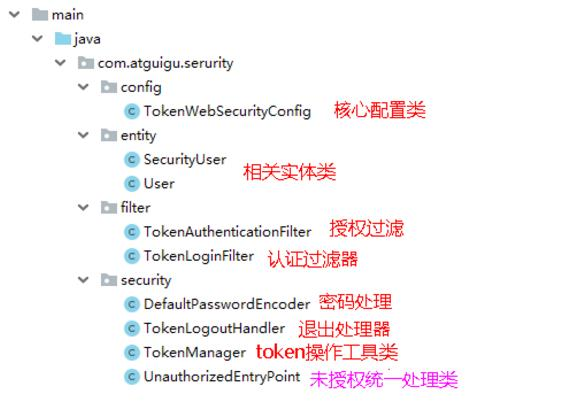 main
java
com.atguigu.serurity
config
TokenWebSecurityConfig 核心配置类
entity
SecurityUser
相关实体类
User
filter
TokenAuthenticationFilter 授权过滤
TokenLoginFilter 认证过滤器
security
DefaultPasswordEncoder 密码处理
TokenLogoutHandler 退出处理器
TokenManager token操作工具类
UnauthorizedEntryPoint 未授权统一处理类